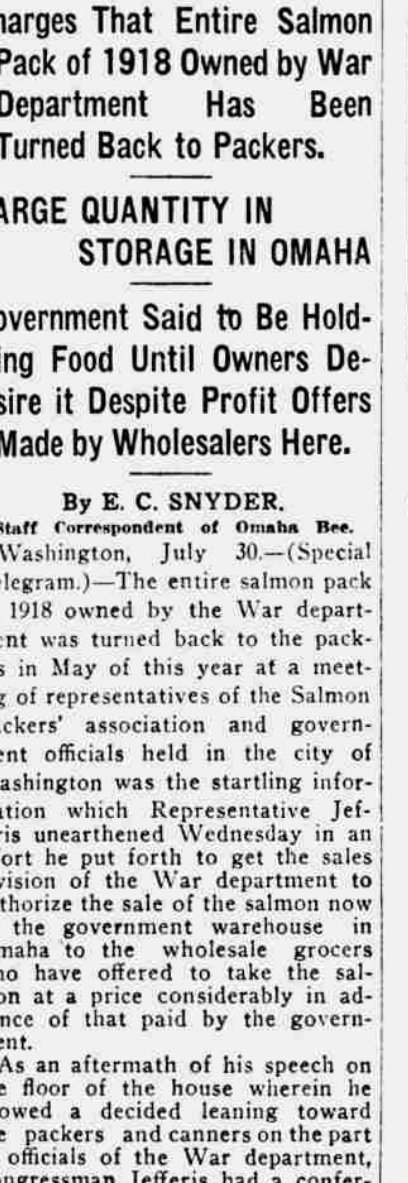 harges That Entire Salmon
Pack of 1918 Owned by War
Department Has Been
Turned Back to Packers.
ARGE QUANTITY IN
STORAGE IN OMAHA
overnment Said to Be Hold-
ing Food Until Owners De-
sire it Despite Profit Offers
Made by Wholesalers Here.
By E. C. SNYDER.
Staff Correspondent of Omaha Bee.
Washington, July 30.—(Special
elegram.)—The entire salmon pack
1918 owned by the War depart-
ent was turned back to the pack-
s in May of this year at a meet-
g of representatives of the Salmon
ackers' association and govern-
ent officials held in the city of
ashington was the startling infor-
ation which Representative Jef-
ris unearthened Wednesday in an
ort he put forth to get the sales
vision of the War department to
thorize the sale of the salmon now
the government warehouse in
maha to the wholesale grocers
ho have offered to take the sal-
on at a price considerably in ad-
nce of that paid by the govern-
ent.
As an aftermath of his speech on
e floor of the house wherein he
owed a decided leaning toward
e packers and canners on the part
officials of the War department,
ongressman Jefferis had a confer-